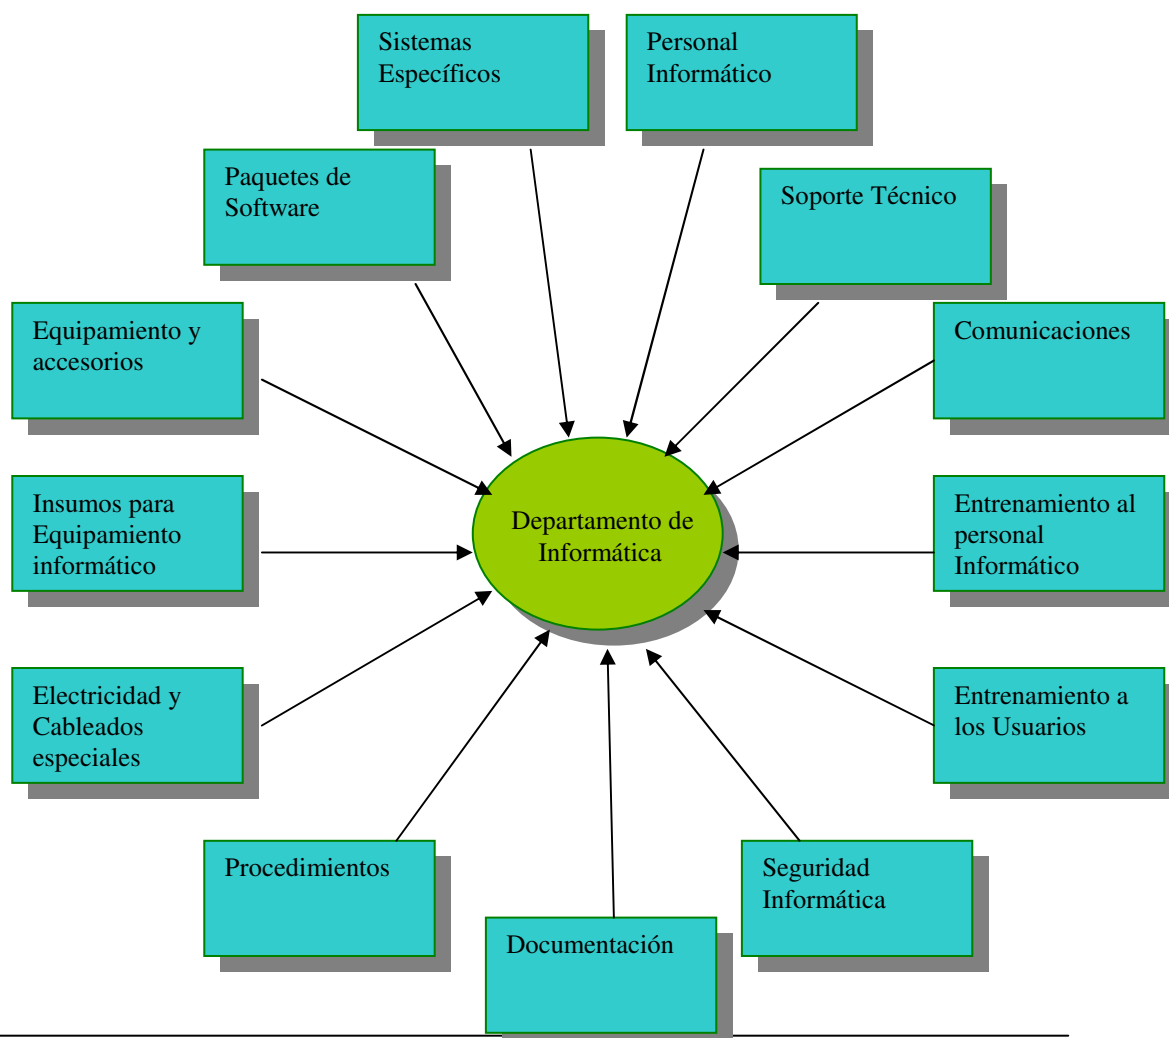 Sistemas
Específicos
Personal
Informático
Paquetes de
Software
Soporte Técnico
Equipamiento y
accesorios
Comunicaciones
Insumos para
Equipamiento
informático
Departamento de
Informática
Entrenamiento al
personal
Informático
Electricidad y
Cableados
especiales
Entrenamiento a
los Usuarios
Procedimientos
Seguridad
Informática
Documentación